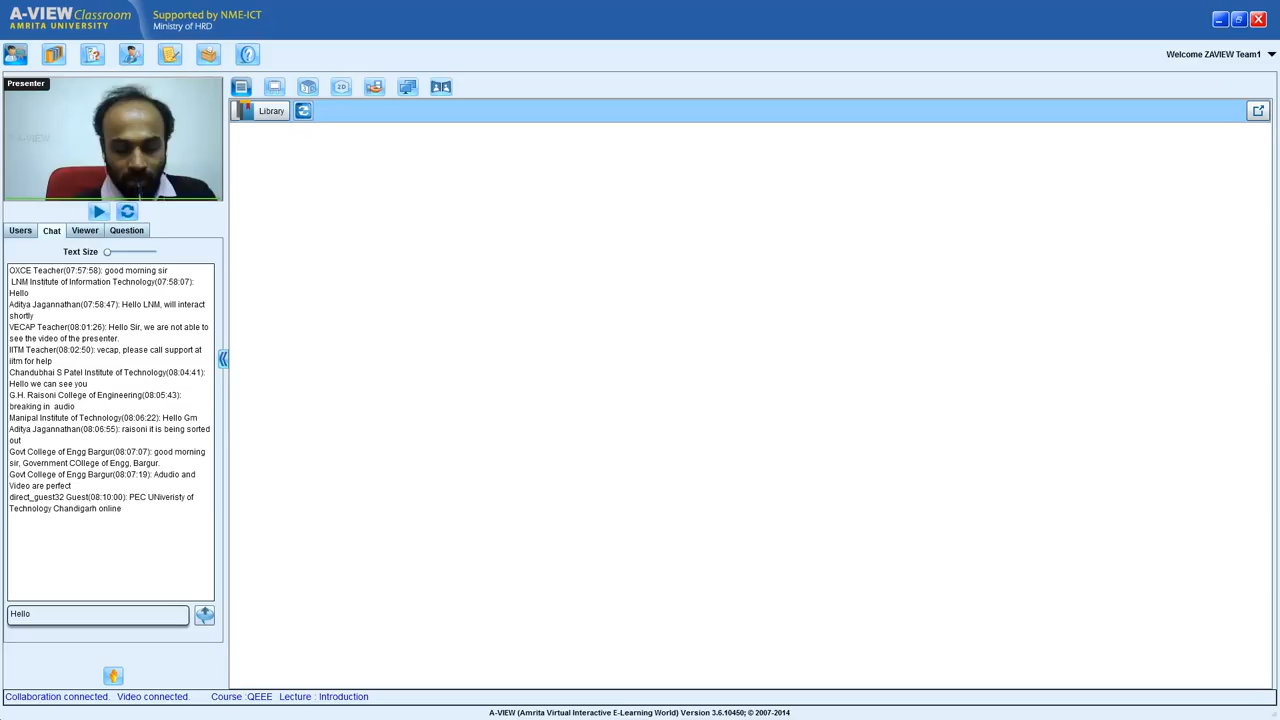 A-VIEW Classroom
AMRITA UNIVERSITY
Supported by NME-ICT
Ministry of HRD
Welcome ZAVIEW Team1
Presenter
A-VIEW
2D
Library
Users Chat Viewer Question
Text Size
OXCE Teacher(07:57:58): good morning sir
LNM Institute of Information Technology(07:58:07):
Hello
Aditya Jagannathan(07:58:47): Hello LNM, will interact
shortly
VECAP Teacher(08:01:26): Hello Sir, we are not able to
see the video of the presenter.
IITM Teacher(08:02:50): vecap, please call support at
iitm for help
Chandubhai S Patel Institute of Technology(08:04:41):
Hello we can see you
G.H. Raisoni College of Engineering(08:05:43):
breaking in audio
Manipal Institute of Technology(08:06:22): Hello Gm
Aditya Jagannathan(08:06:55): raisoni it is being sorted
out
Govt College of Engg Bargur(08:07:07): good morning
sir, Government COllege of Engg, Bargur.
Govt College of Engg Bargur(08:07:19): Adudio and
Video are perfect
direct_guest32 Guest(08:10:00): PEC UNiveristy of
Technology Chandigarh online
Hello
Collaboration connected. Video connected. Course :QEEE Lecture : Introduction
A-VIEW (Amrita Virtual Interactive E-Learning World) Version 3.6.10450; © 2007-2014